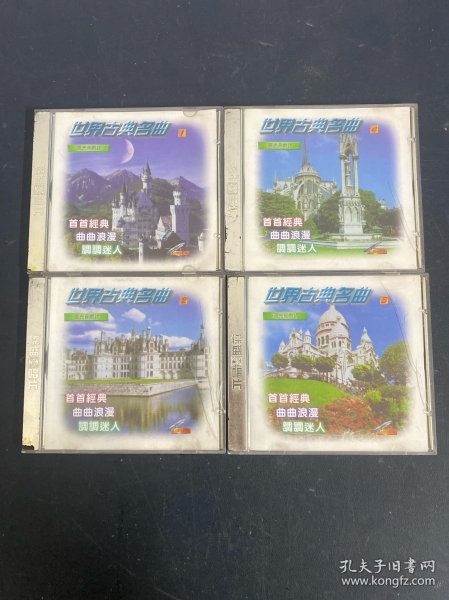 世界古典名曲 1
首首經典
曲曲浪漫
調調迷人
世界古典名曲 4
首首經典
曲曲浪漫
調調迷人
世界古典名曲 2
首首經典
曲曲浪漫
調調迷人
世界古典名曲 3
首首經典
曲曲浪漫
調調迷人
孔夫子旧书网
www.kongfz.com